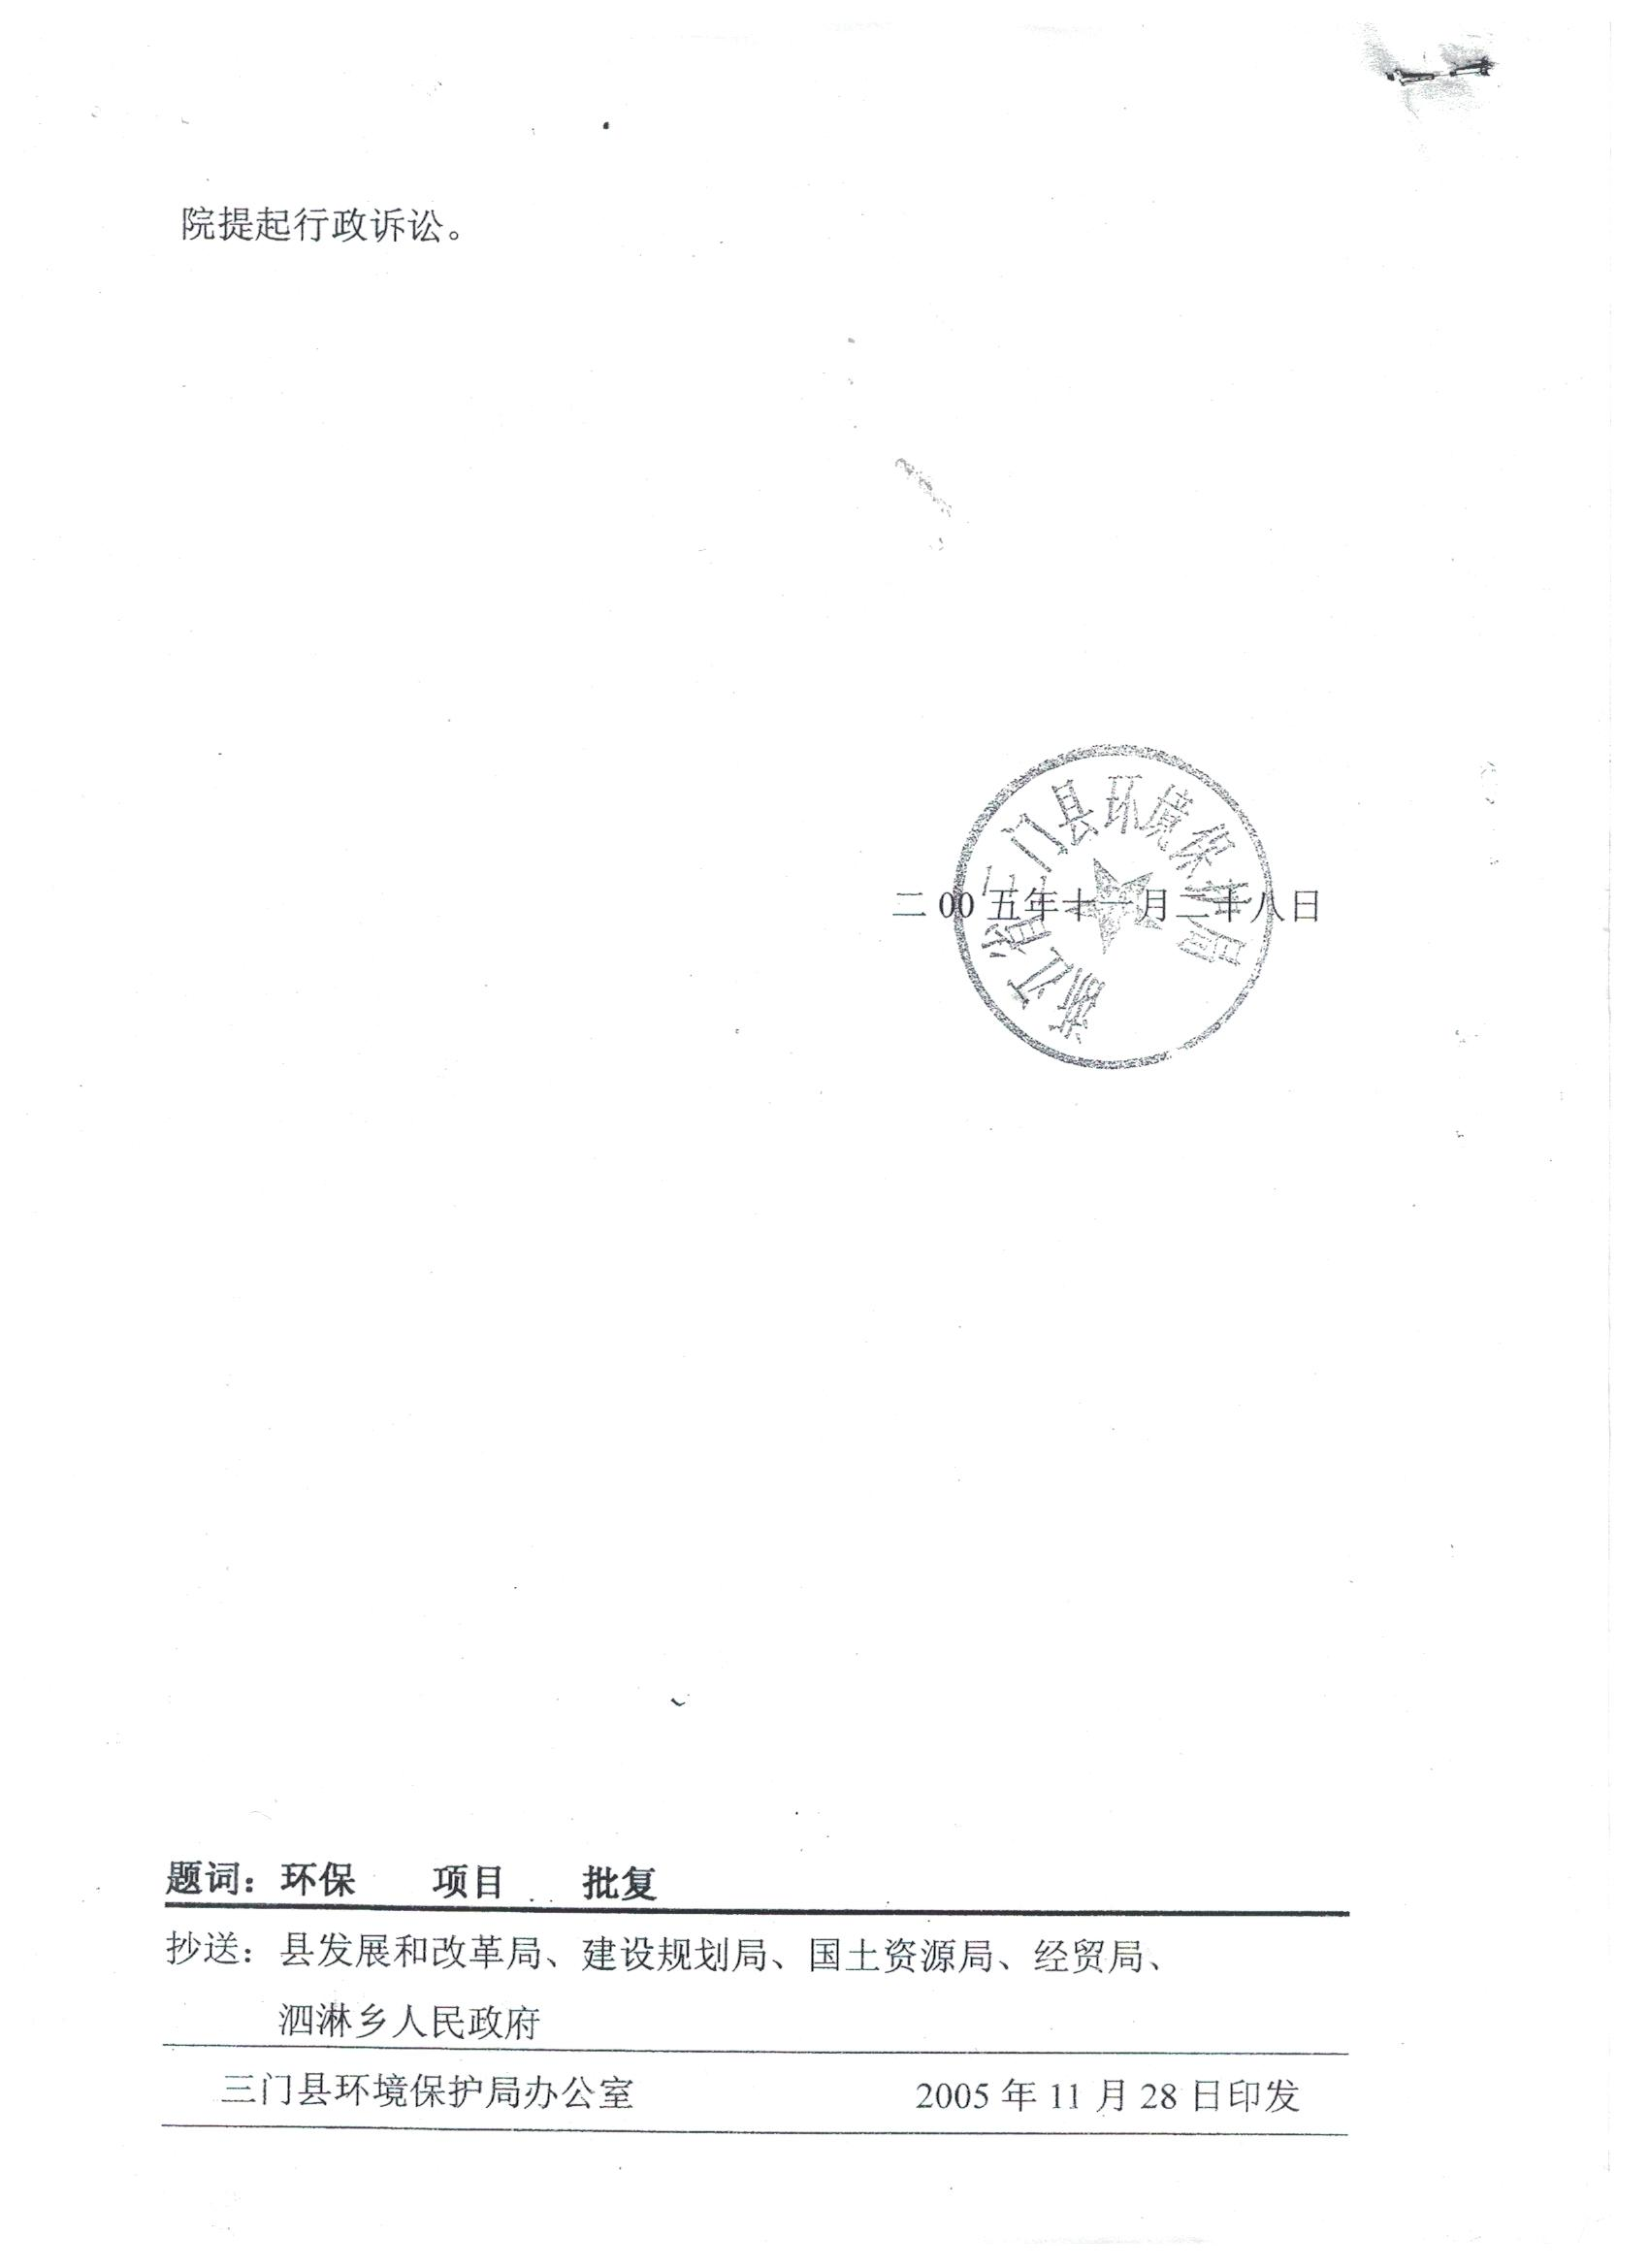 院提起行政诉讼。
浙江省三门县环境保护局
二00五年十一月二十八日
题词：环保 项目 批复
抄送：县发展和改革局、建设规划局、国土资源局、经贸局、
泗淋乡人民政府
三门县环境保护局办公室 2005年11月28日印发